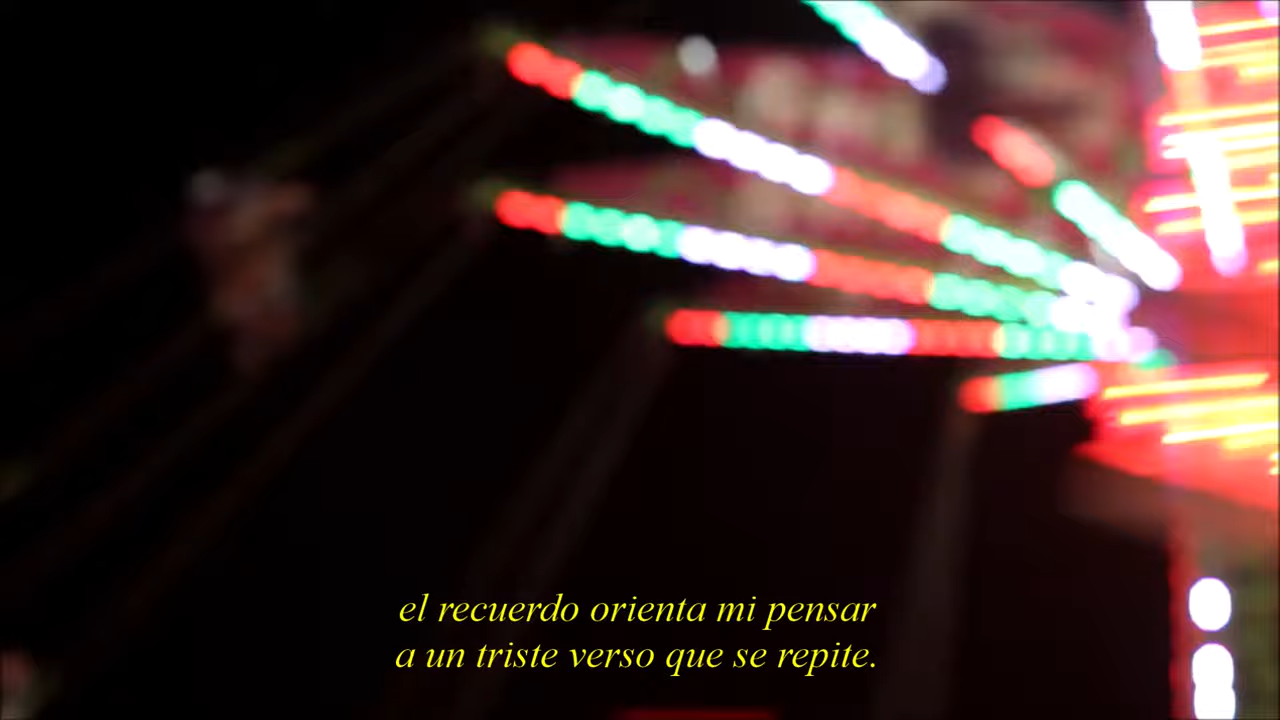 el recuerdo orienta mi pensar
a un triste verso que se repite.